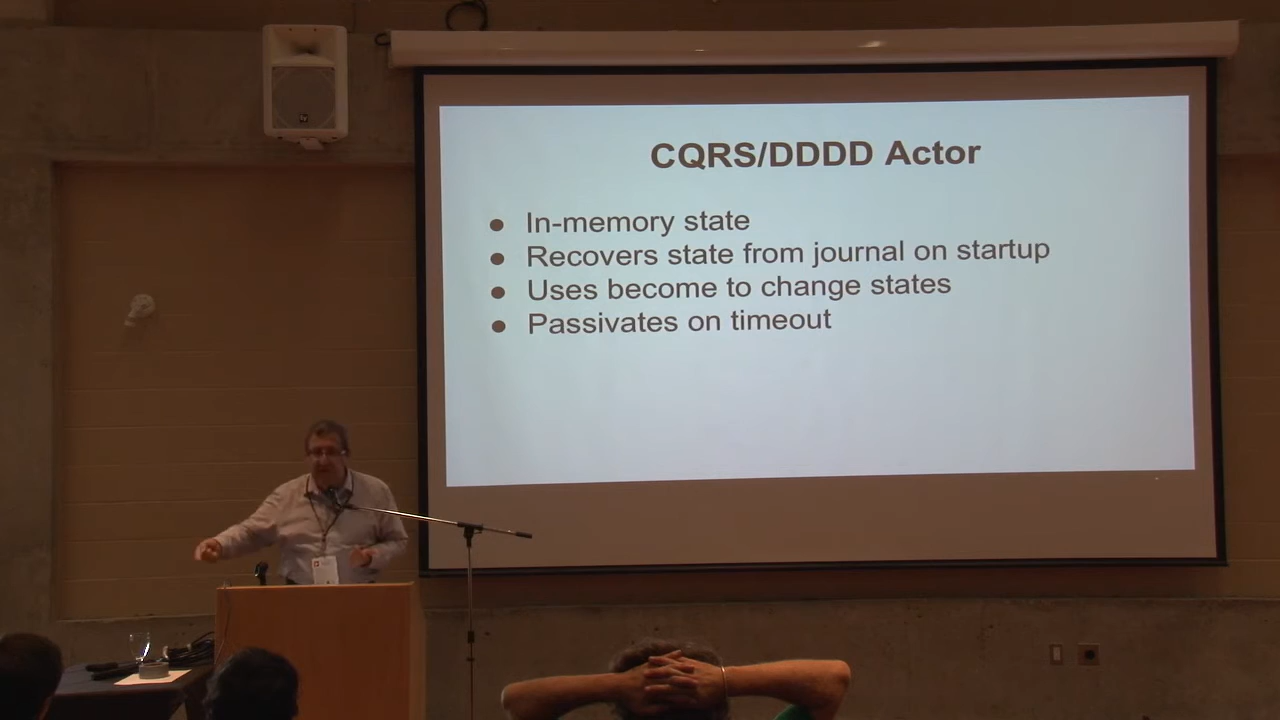 CQRS/DDDD Actor
● In-memory state
● Recovers state from journal on startup
● Uses become to change states
● Passivates on timeout